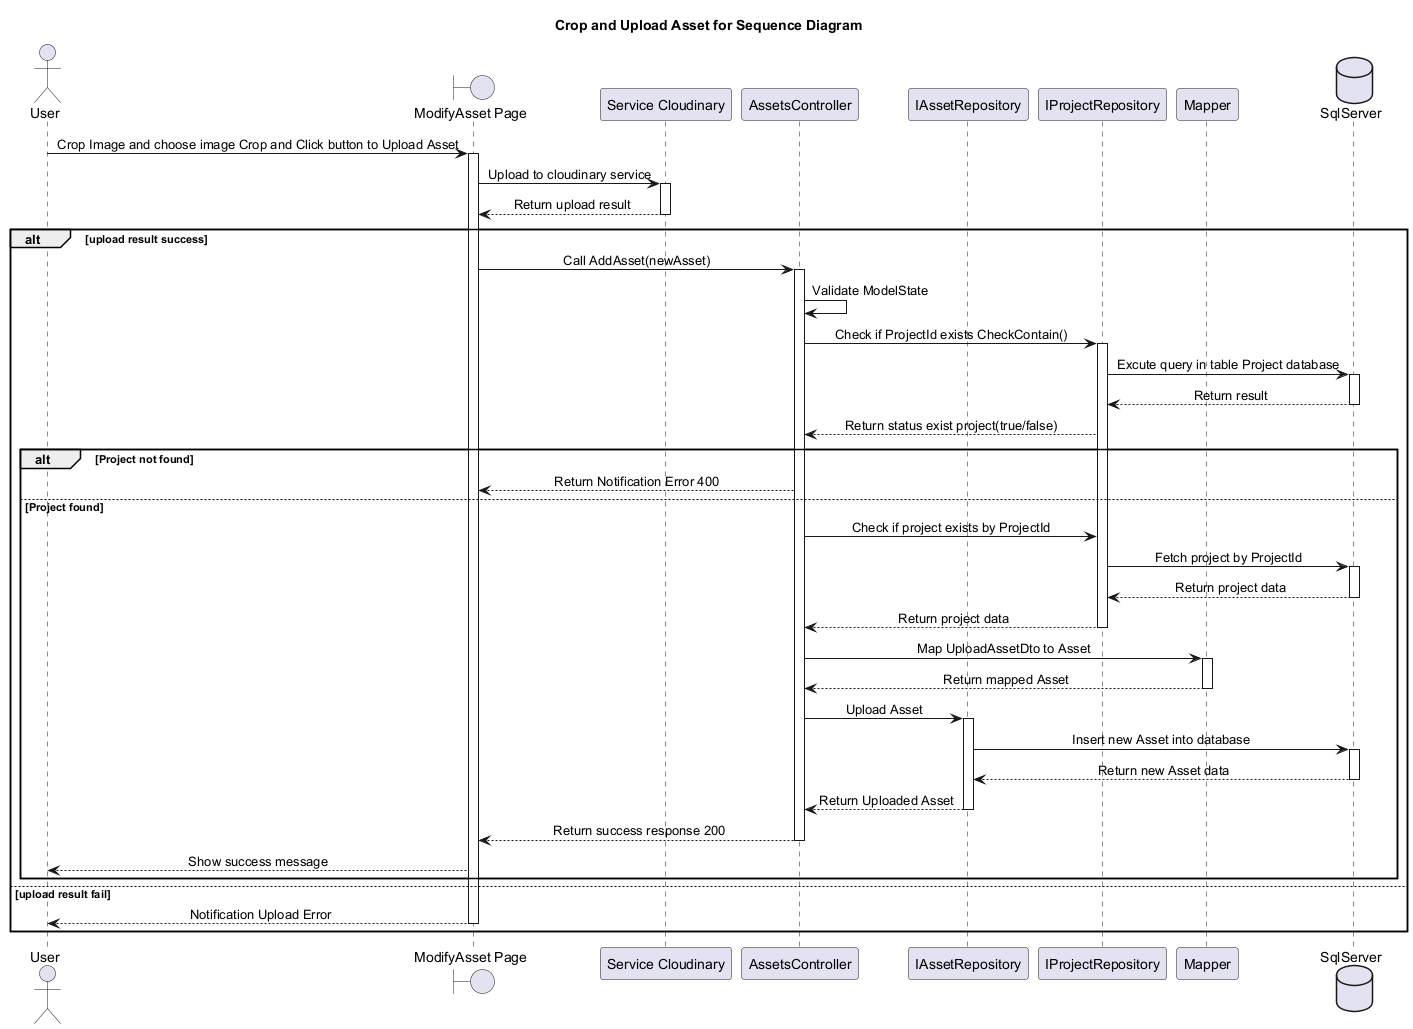 Crop and Upload Asset for Sequence Diagram
User
ModifyAsset Page
Service Cloudinary
AssetsController
IAssetRepository
IProjectRepository
Mapper
SqlServer
Crop Image and choose image Crop and Click button to Upload Asset
Upload to cloudinary service
Return upload result
alt
[upload result success]
Call AddAsset(newAsset)
Validate ModelState
Check if ProjectId exists CheckContain()
Excute query in table Project database
Return result
Return status exist project(true/false)
alt
[Project not found]
Return Notification Error 400
[Project found]
Check if project exists by ProjectId
Fetch project by ProjectId
Return project data
Return project data
Map UploadAssetDto to Asset
Return mapped Asset
Upload Asset
Insert new Asset into database
Return new Asset data
Return Uploaded Asset
Return success response 200
Show success message
[upload result fail]
Notification Upload Error
User
ModifyAsset Page
Service Cloudinary
AssetsController
IAssetRepository
IProjectRepository
Mapper
SqlServer